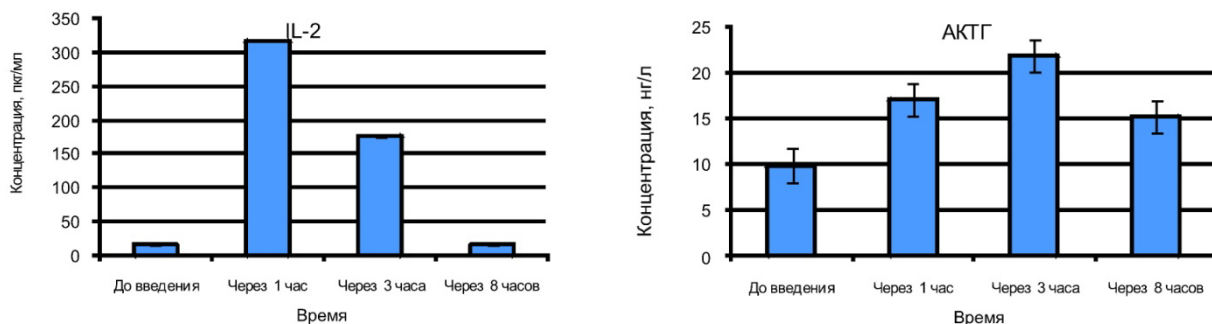 IL-2
Концентрация, пкг/мл
350
300
250
200
150
100
50
0
До введения Через 1 час Через 3 часа Через 8 часов
Время
АКТГ
Концентрация, нг/л
25
20
15
10
5
0
До введения Через 1 час Через 3 часа Через 8 часов
Время